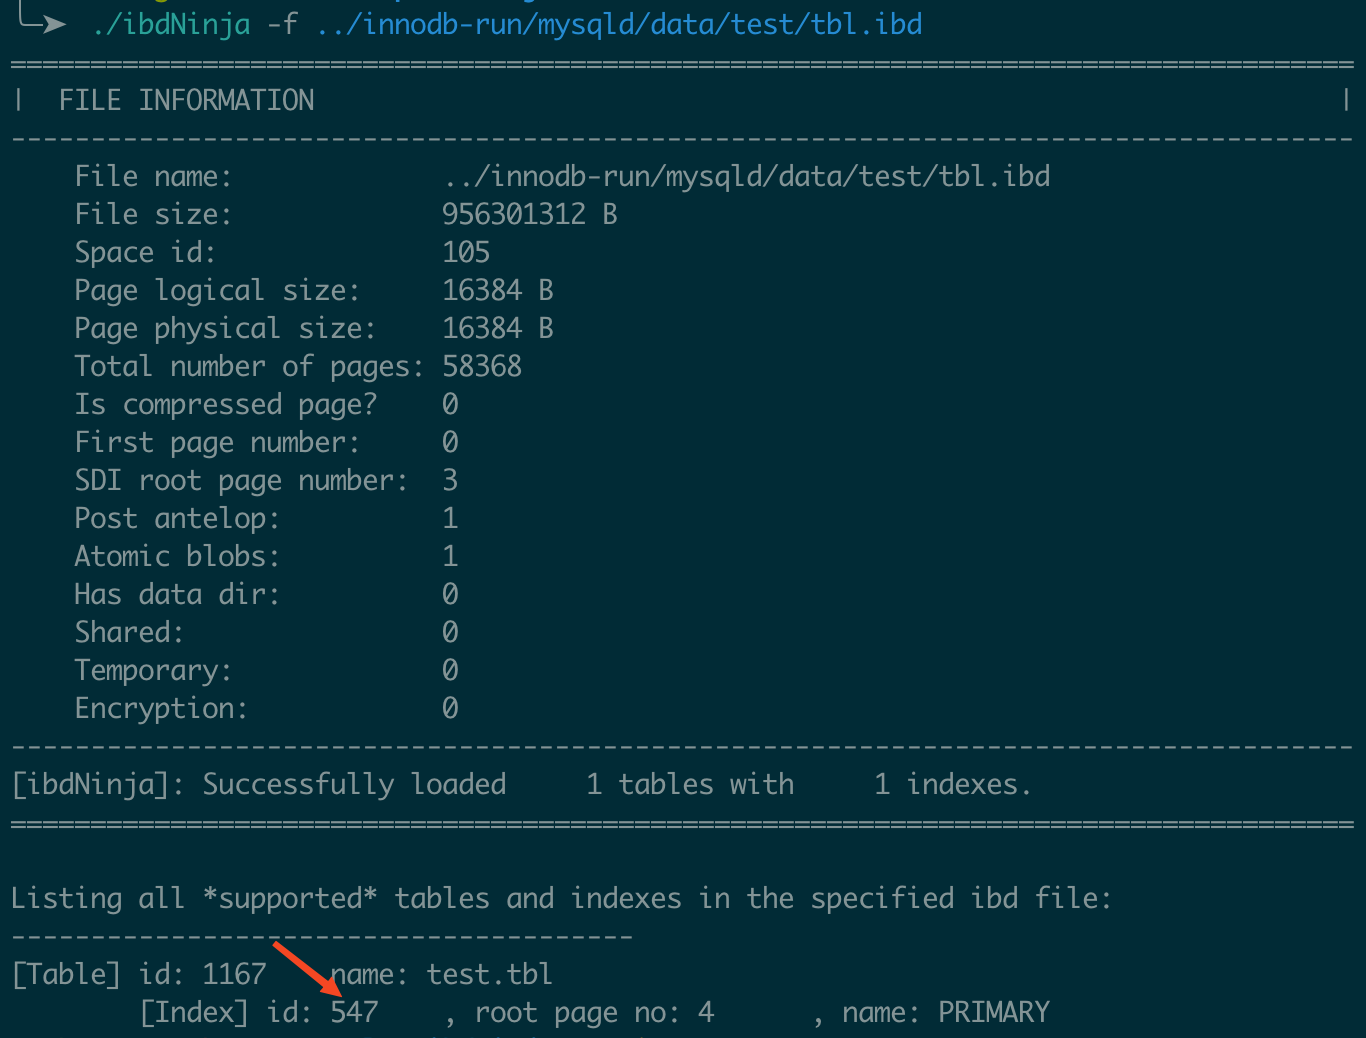 ./ibdNinja -f ../innodb-run/mysqld/data/test/tbl.ibd
====================================================================================
|  FILE INFORMATION                                                                |
------------------------------------------------------------------------------------
    File name:             ../innodb-run/mysqld/data/test/tbl.ibd
    File size:             956301312 B
    Space id:              105
    Page logical size:     16384 B
    Page physical size:    16384 B
    Total number of pages: 58368
    Is compressed page?    0
    First page number:     0
    SDI root page number:  3
    Post antelop:          1
    Atomic blobs:          1
    Has data dir:          0
    Shared:                0
    Temporary:             0
    Encryption:            0
------------------------------------------------------------------------------------
[ibdNinja]: Successfully loaded     1 tables with     1 indexes.
====================================================================================
Listing all *supported* tables and indexes in the specified ibd file:
---------------------------------------
[Table] id: 1167    name: test.tbl
        [Index] id: 547    , root page no: 4      , name: PRIMARY